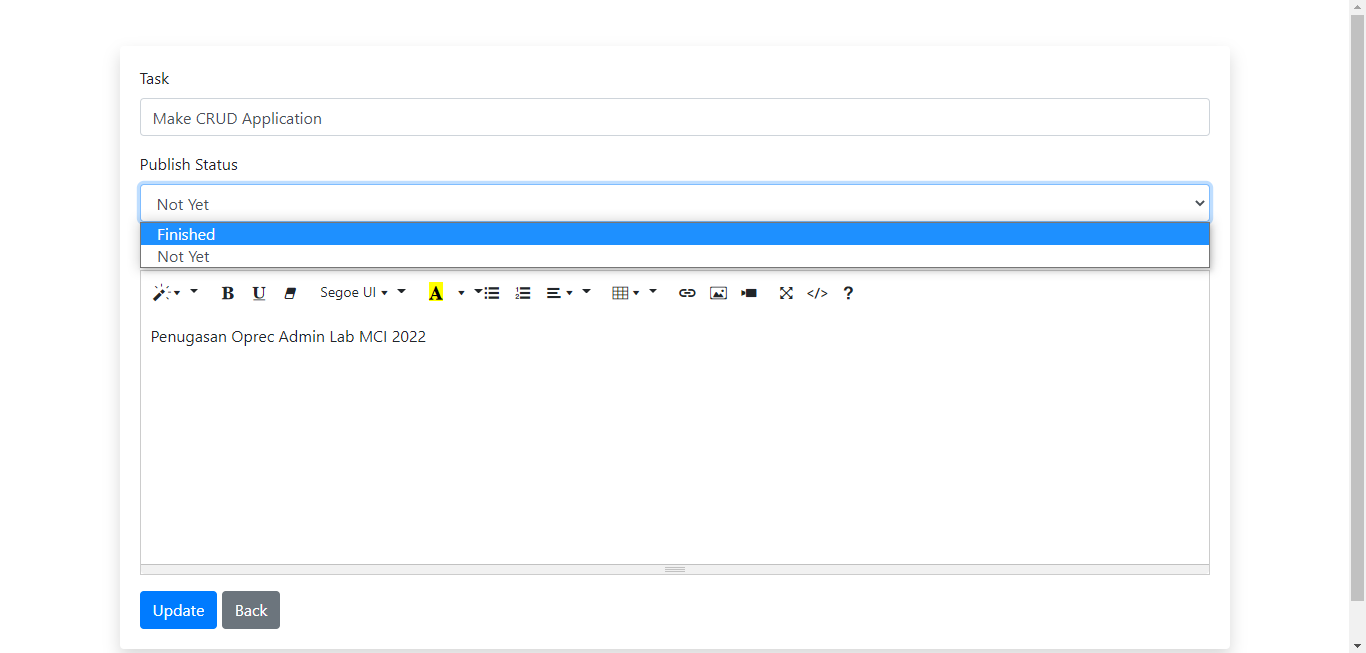 Task
Make CRUD Application
Publish Status
Not Yet
Finished
Not Yet
B U Segoe UI A </> ?
Penugasan Oprec Admin Lab MCI 2022
Update Back